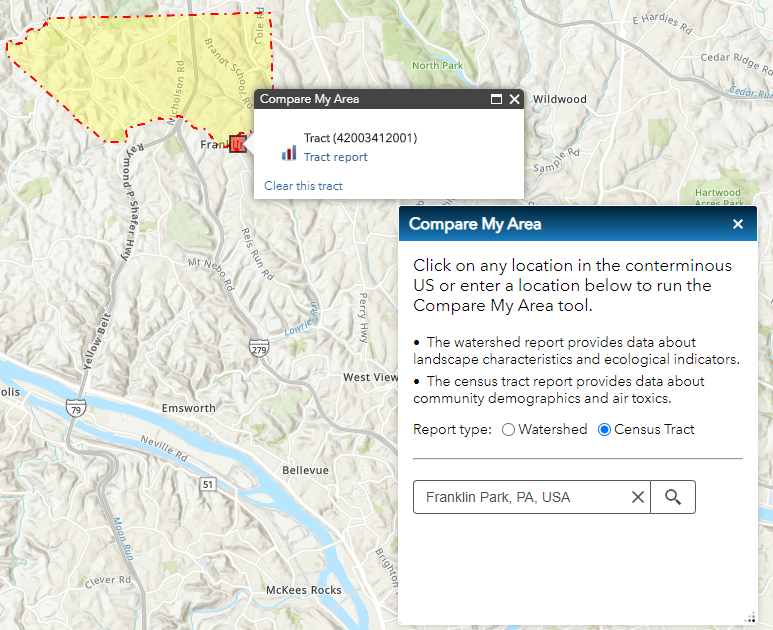 Cole Rd
E Hardies Rd
Brandt School Rd
North Park
Cedar Ridge Rd
Nicholson Rd
Compare My Area
Wildwood
Tract (42003412001)
Tract report
Clear this tract
Sample Rd
Raymond P Shafer Hwy
Hartwood
Acres Park
Compare My Area
Reis Run Rd
Mt Nebo Rd
Click on any location in the conterminous
US or enter a location below to run the
Compare My Area tool.
Lowries Run
Perry Hwy
Yellow Belt
279
• The watershed report provides data about
landscape characteristics and ecological indicators.
West View
• The census tract report provides data about
community demographics and air toxics.
79
Emsworth
Report type: Watershed Census Tract
Neville Rd
Bellevue
51
Franklin Park, PA, USA
Moon Run
Clever Rd
McKees Rocks
Brighton